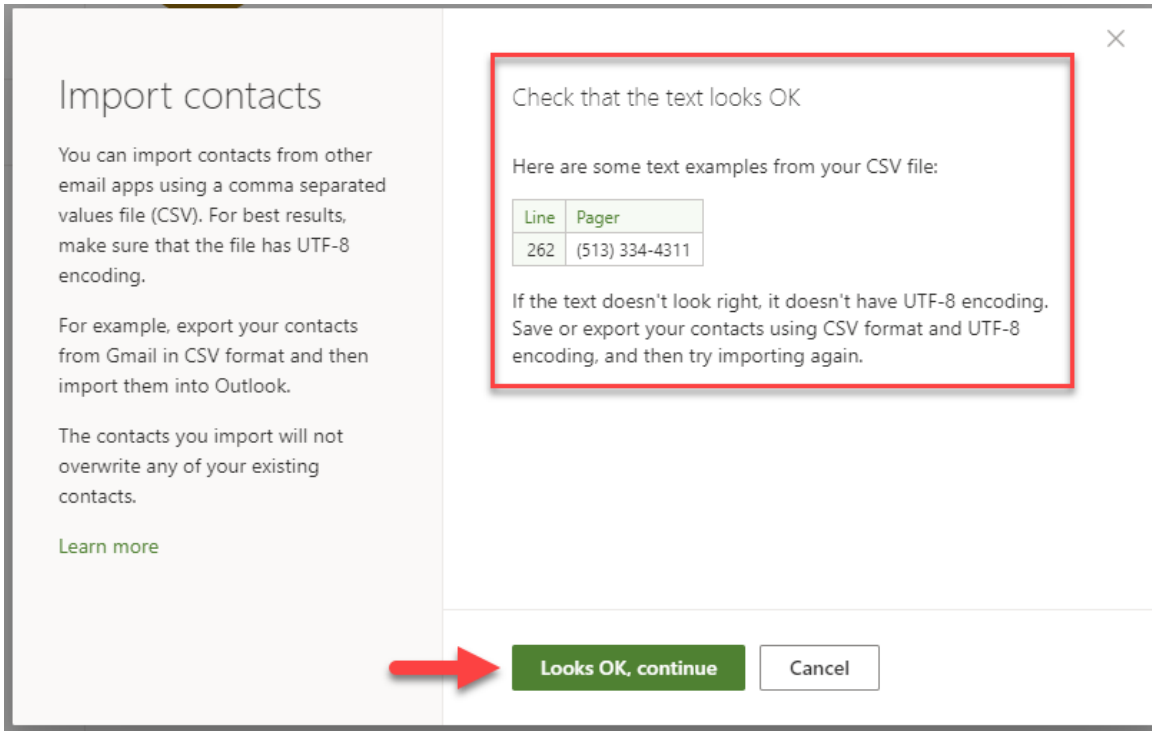 Import contacts
You can import contacts from other
email apps using a comma separated
values file (CSV). For best results,
make sure that the file has UTF-8
encoding.
For example, export your contacts
from Gmail in CSV format and then
import them into Outlook.
The contacts you import will not
overwrite any of your existing
contacts.
Learn more
Check that the text looks OK
Here are some text examples from your CSV file:
Line Pager
262 (513) 334-4311
If the text doesn't look right, it doesn't have UTF-8 encoding.
Save or export your contacts using CSV format and UTF-8
encoding, and then try importing again.
Looks OK, continue Cancel